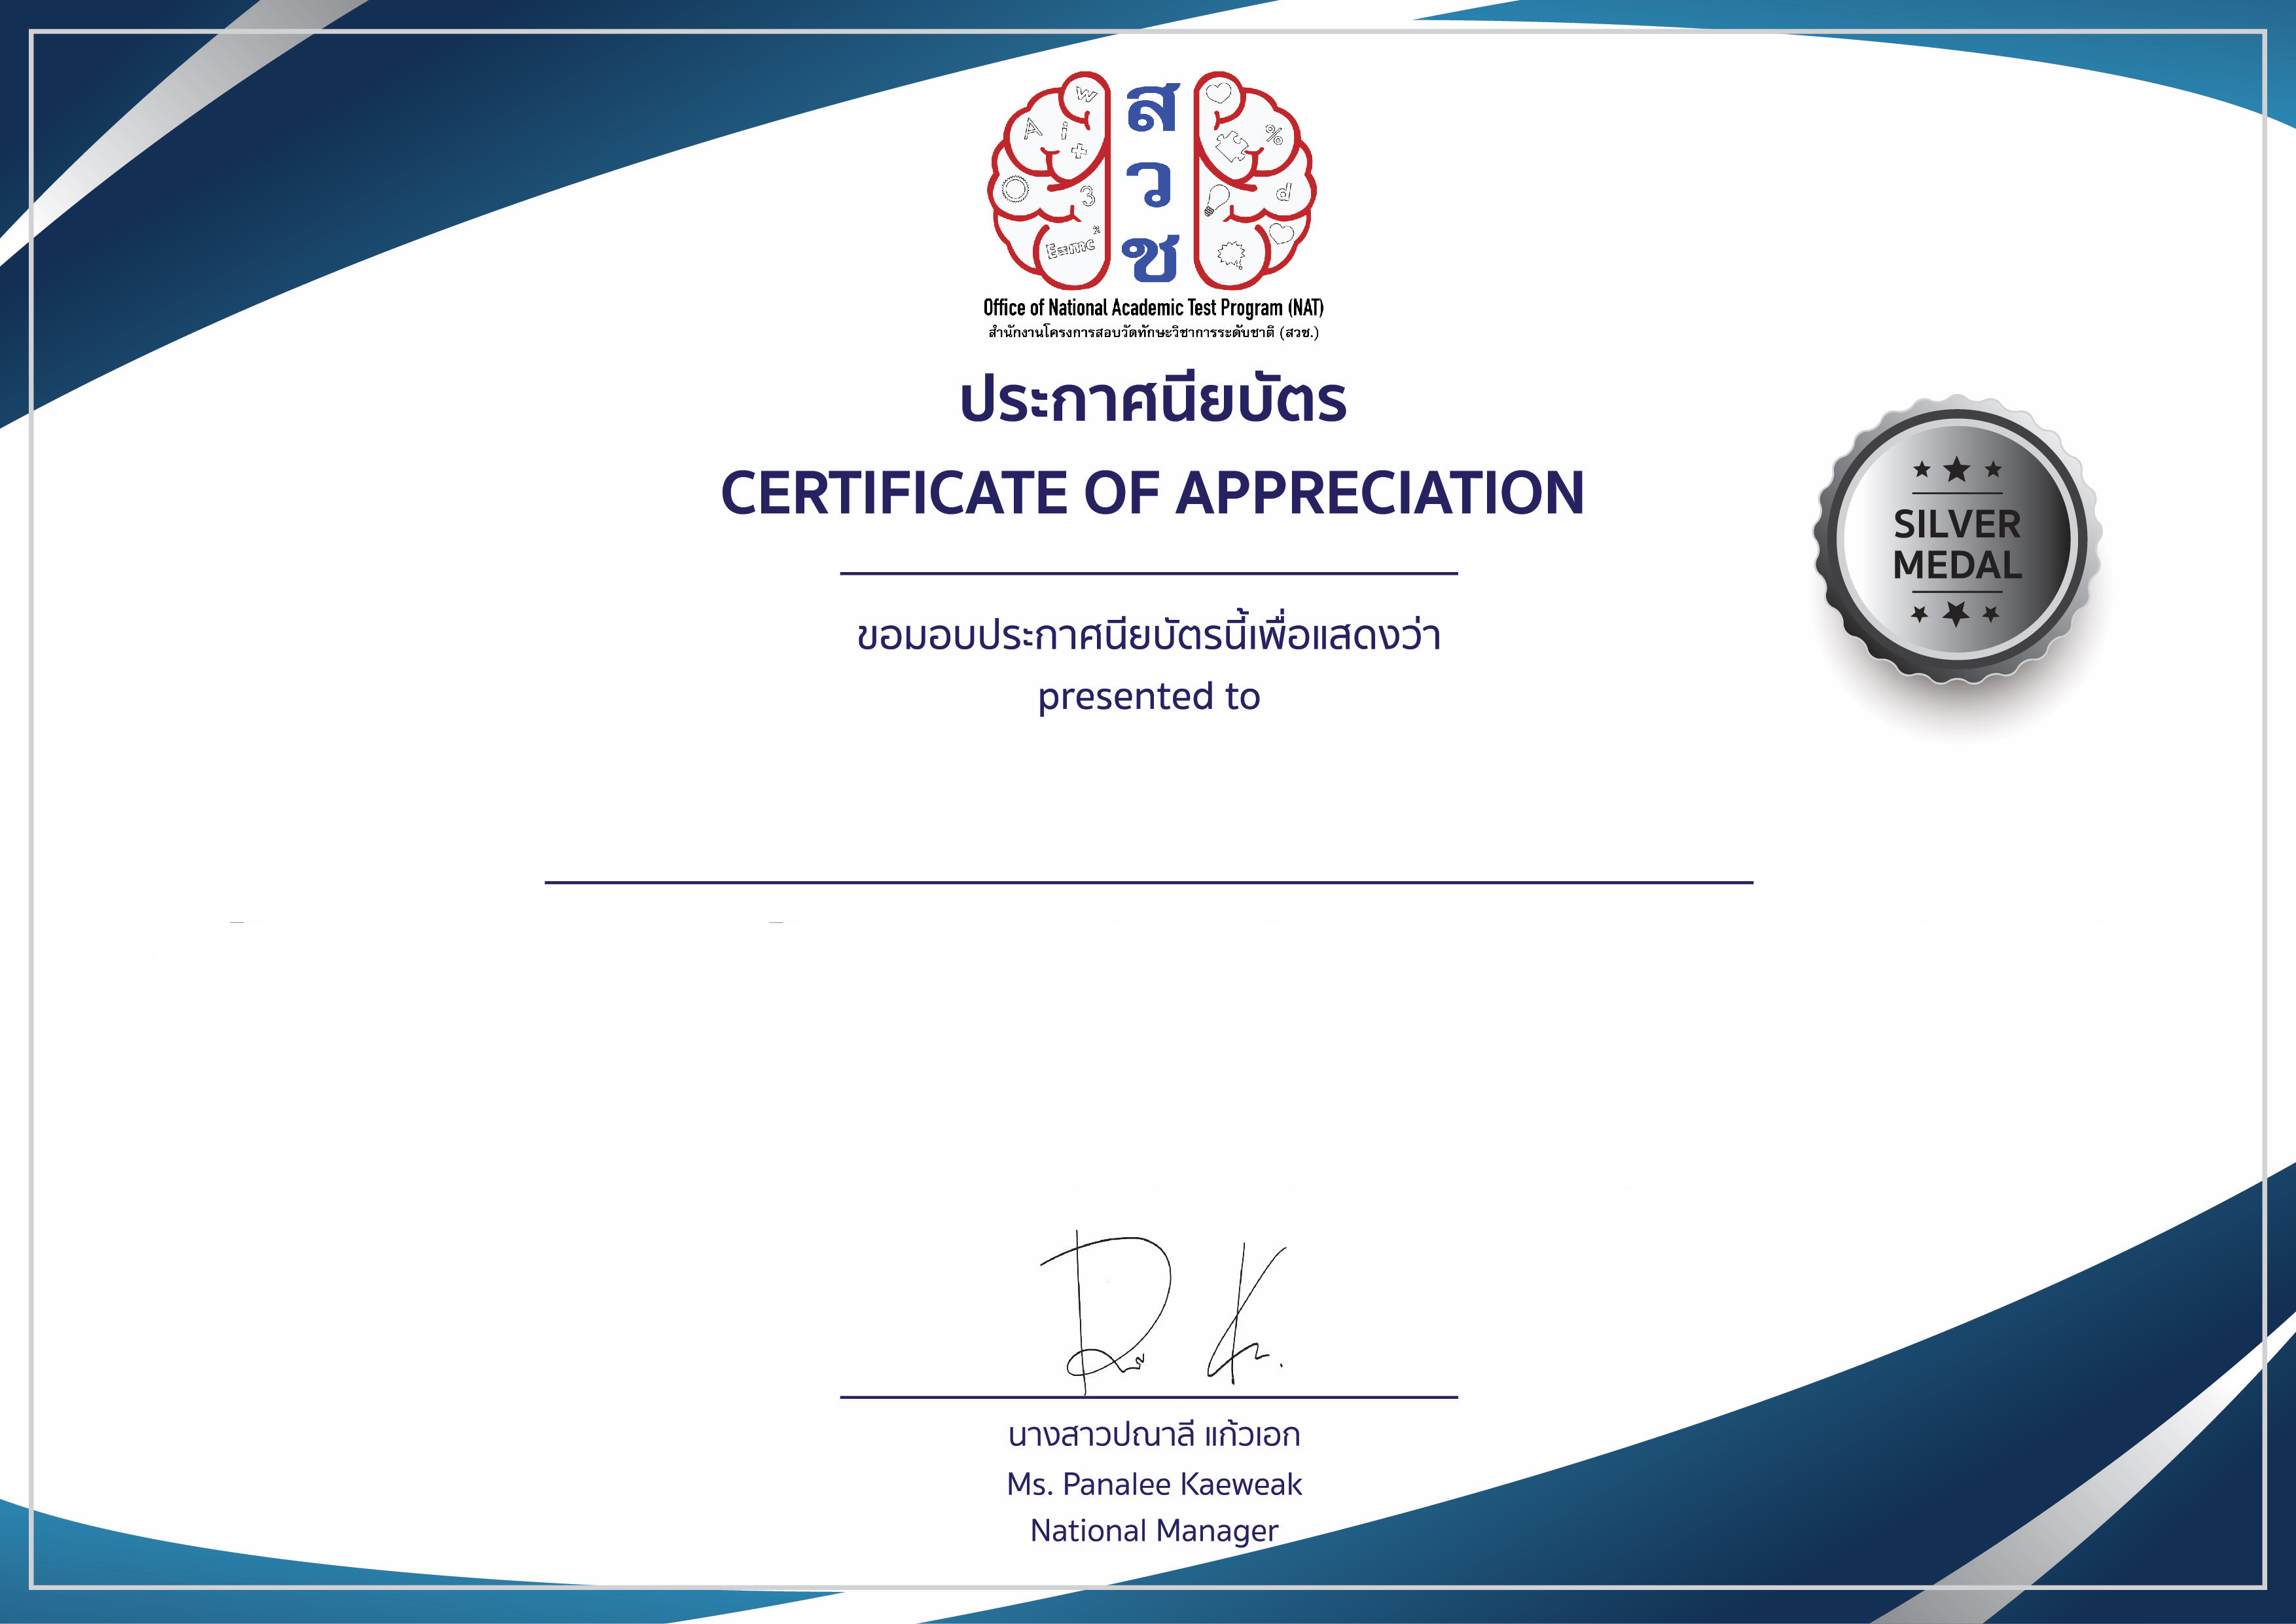 ส
ว
ช
W
A
i
+
3
E=mc²
%
d
Office of National Academic Test Program (NAT)
สำนักงานโครงการสอบวัดทักษะวิชาการระดับชาติ (สวช.)
ประกาศนียบัตร
CERTIFICATE OF APPRECIATION
SILVER
MEDAL
ขอมอบประกาศนียบัตรนี้เพื่อแสดงว่า
presented to
นางสาวปณาลี แก้วเอก
Ms. Panalee Kaeweak
National Manager